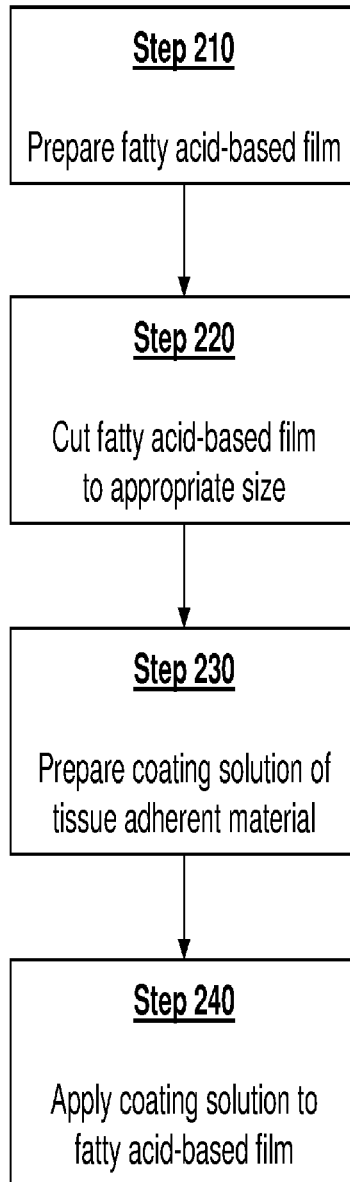 Step 210
Prepare fatty acid-based film
Step 220
Cut fatty acid-based film
to appropriate size
Step 230
Prepare coating solution of
tissue adherent material
Step 240
Apply coating solution to
fatty acid-based film